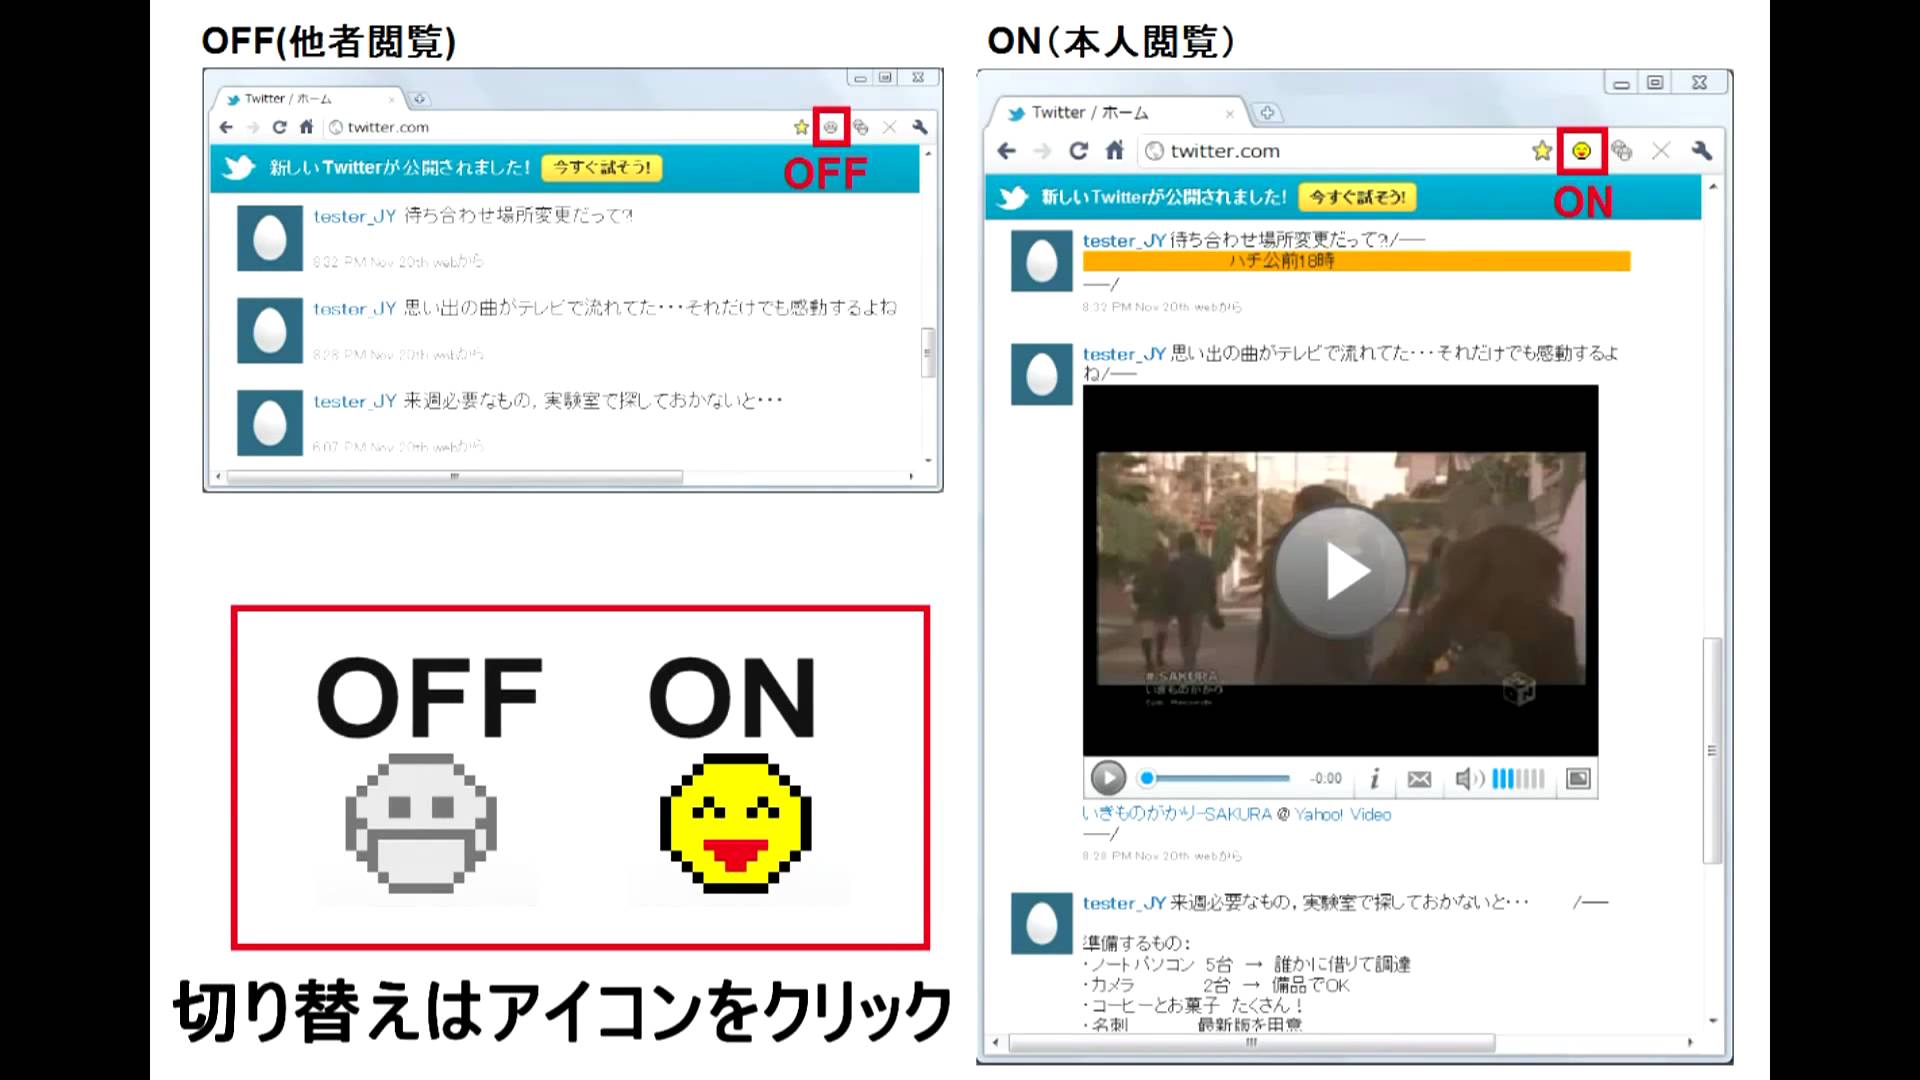 OFF(他者閲覧)
Twitter / ホーム
twitter.com
OFF
新しいTwitterが公開されました! 今すぐ試そう!
tester_JY 待ち合わせ場所変更だって?!
8:32 PM Nov 20th webから
tester_JY 思い出の曲がテレビで流れてた・・・それだけでも感動するよね
8:28 PM Nov 20th webから
tester_JY 来週必要なもの，実験室で探しておかないと・・・
6:07 PM Nov 20th webから
OFF ON
切り替えはアイコンをクリック
ON（本人閲覧）
Twitter / ホーム
twitter.com
ON
新しいTwitterが公開されました! 今すぐ試そう!
tester_JY 待ち合わせ場所変更だって?!/──
ハチ公前18時
──/
8:32 PM Nov 20th webから
tester_JY 思い出の曲がテレビで流れてた・・・それだけでも感動するよ
ね/──
# SAKURA
いきものがかり
-0:00
いきものがかり-SAKURA @ Yahoo! Video
──/
8:28 PM Nov 20th webから
tester_JY 来週必要なもの，実験室で探しておかないと・・・ /──
準備するもの：
・ノートパソコン 5台 → 誰かに借りて調達
・カメラ 2台 → 備品でOK
・コーヒーとお菓子 たくさん！
・名刺 最新版を用意